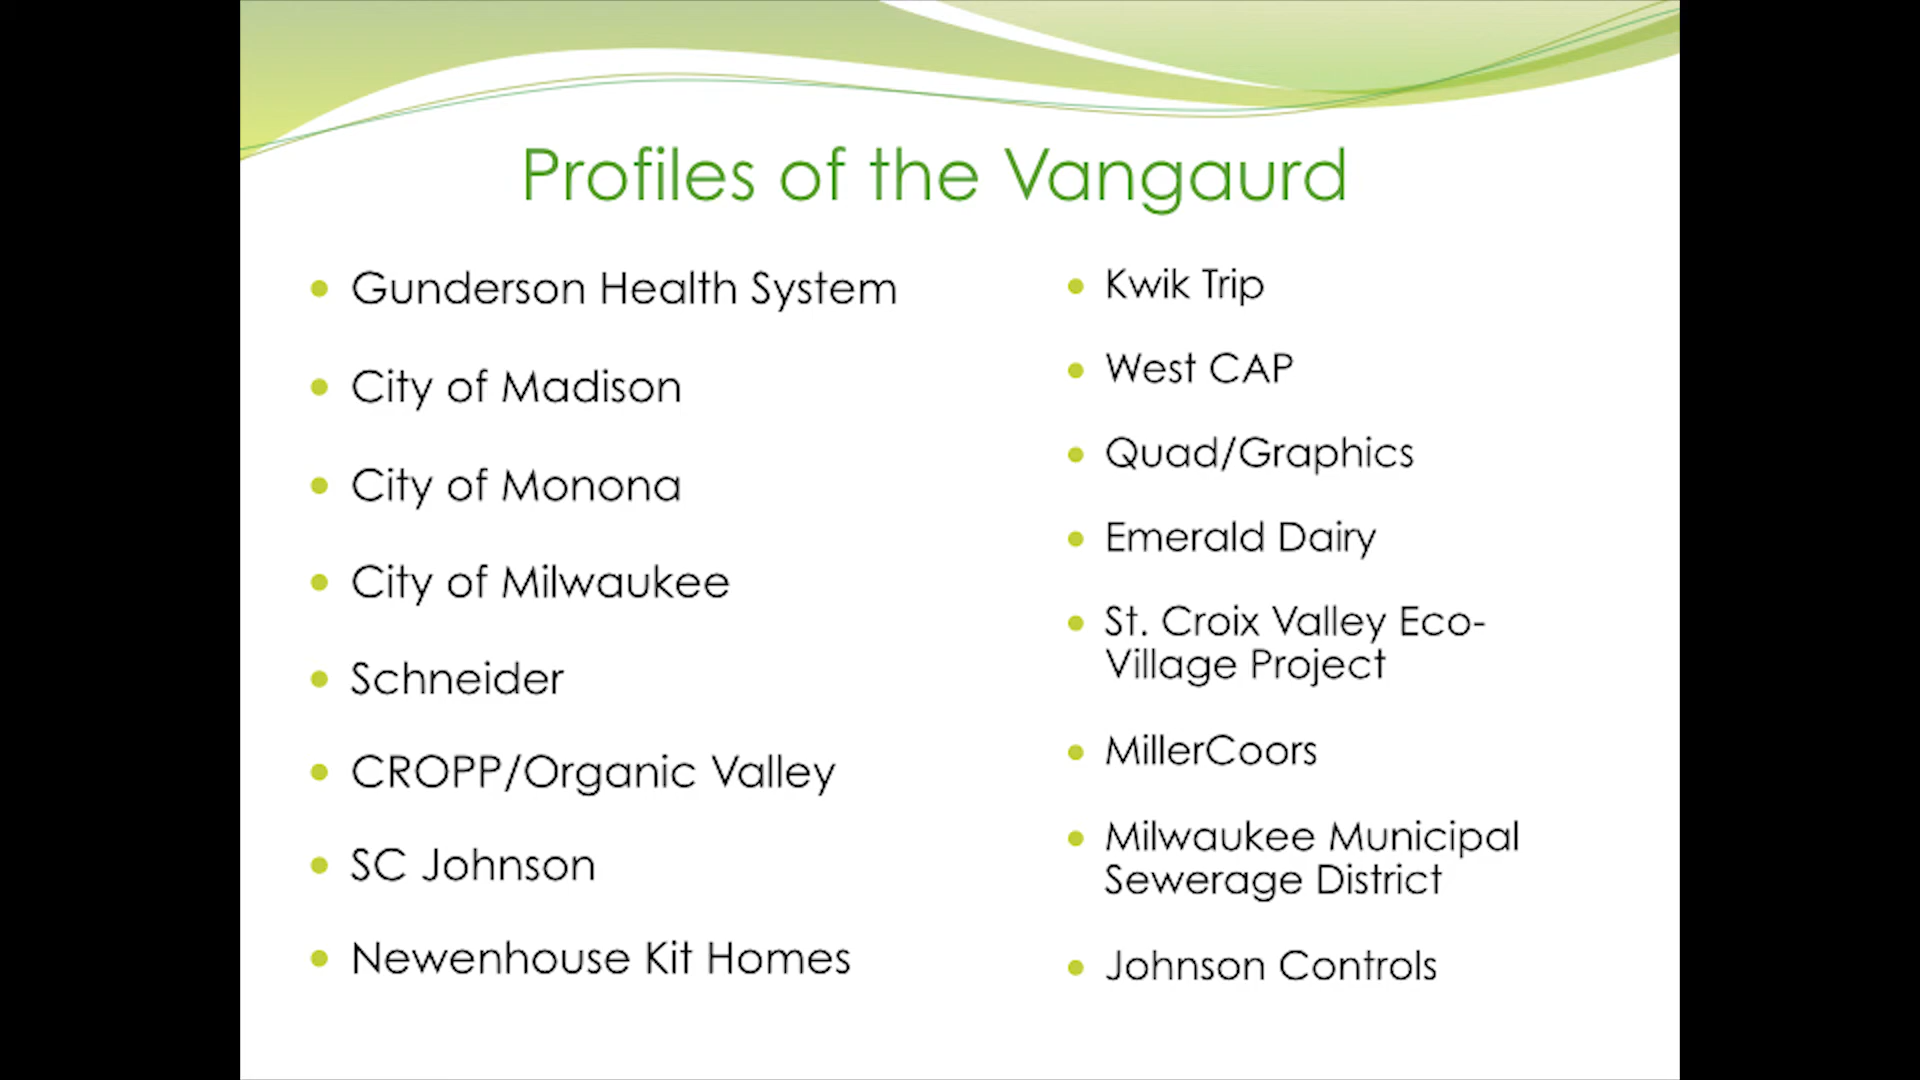 Profiles of the Vangaurd
Gunderson Health System
City of Madison
City of Monona
City of Milwaukee
Schneider
CROPP/Organic Valley
SC Johnson
Newenhouse Kit Homes
Kwik Trip
West CAP
Quad/Graphics
Emerald Dairy
St. Croix Valley Eco-
Village Project
MillerCoors
Milwaukee Municipal
Sewerage District
Johnson Controls